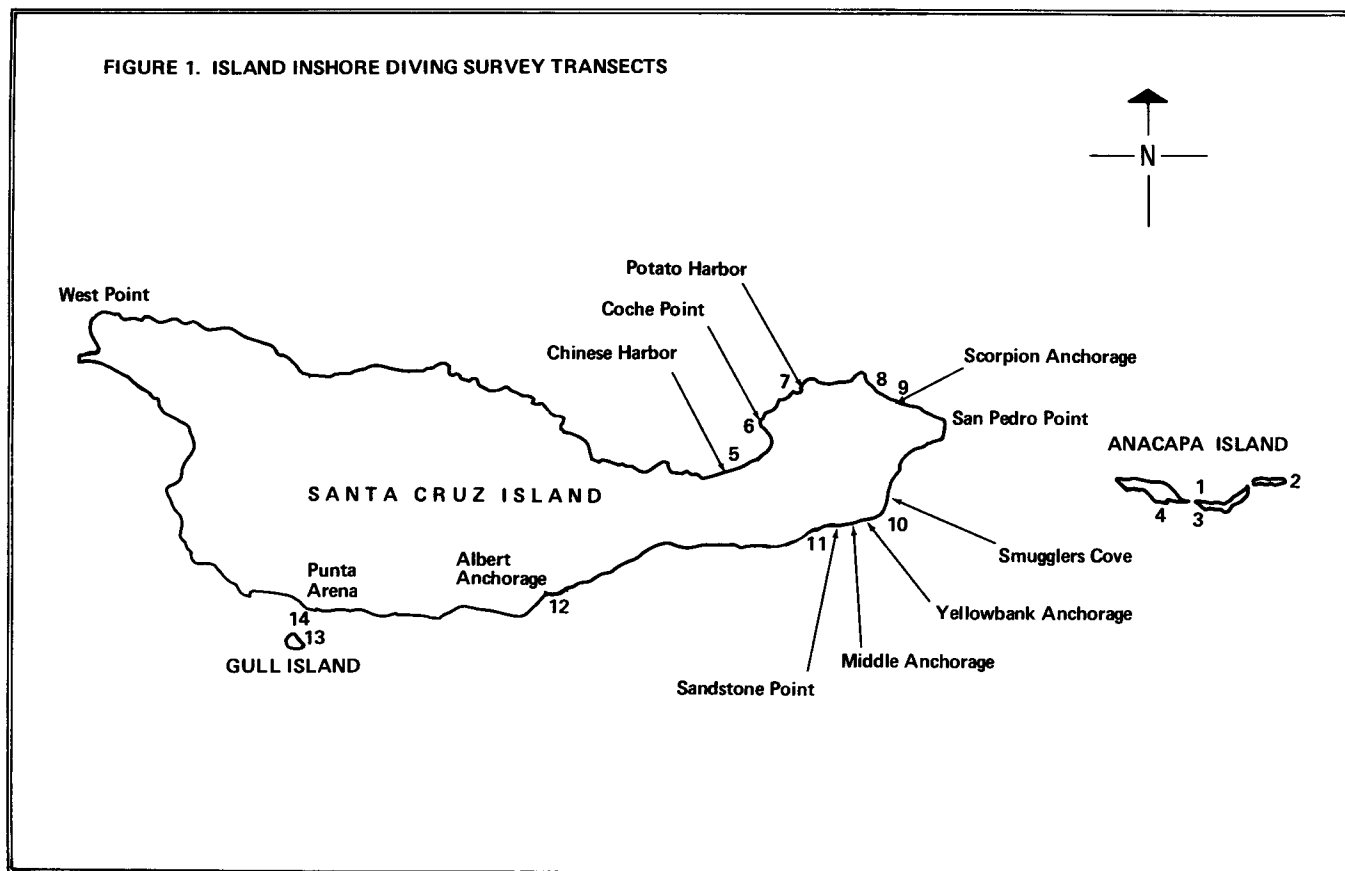 FIGURE 1. ISLAND INSHORE DIVING SURVEY TRANSECTS
N
Potato Harbor
West Point
Coche Point
Chinese Harbor
Scorpion Anchorage
7
8
9
6
San Pedro Point
5
ANACAPA ISLAND
1
2
SANTA CRUZ ISLAND
4
3
10
11
Smugglers Cove
Albert
Anchorage
Punta
Arena
12
Yellowbank Anchorage
14
13
Middle Anchorage
GULL ISLAND
Sandstone Point